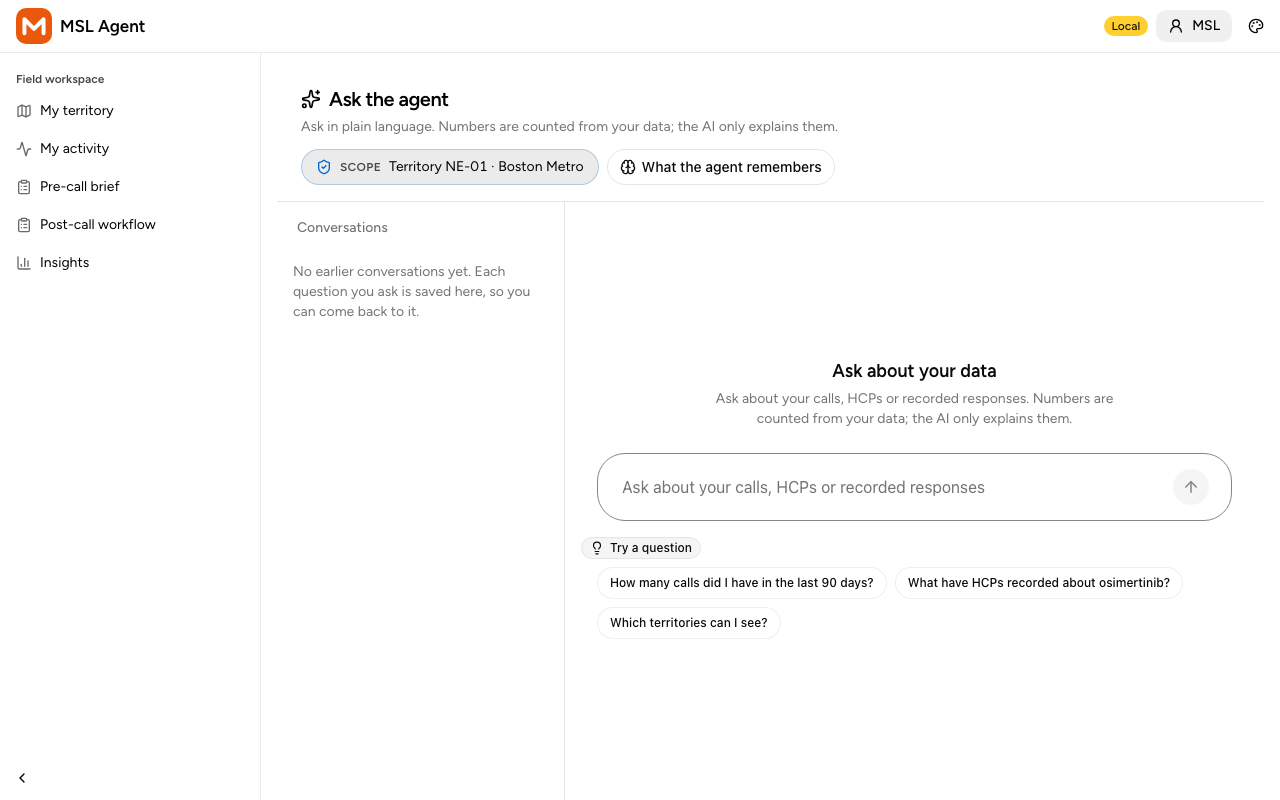 MSL Agent
Local
MSL
Field workspace
My territory
My activity
Pre-call brief
Post-call workflow
Insights
Ask the agent
Ask in plain language. Numbers are counted from your data; the AI only explains them.
SCOPE Territory NE-01 · Boston Metro
What the agent remembers
Conversations
No earlier conversations yet. Each
question you ask is saved here, so you
can come back to it.
Ask about your data
Ask about your calls, HCPs or recorded responses. Numbers are
counted from your data; the AI only explains them.
Ask about your calls, HCPs or recorded responses
Try a question
How many calls did I have in the last 90 days?
What have HCPs recorded about osimertinib?
Which territories can I see?